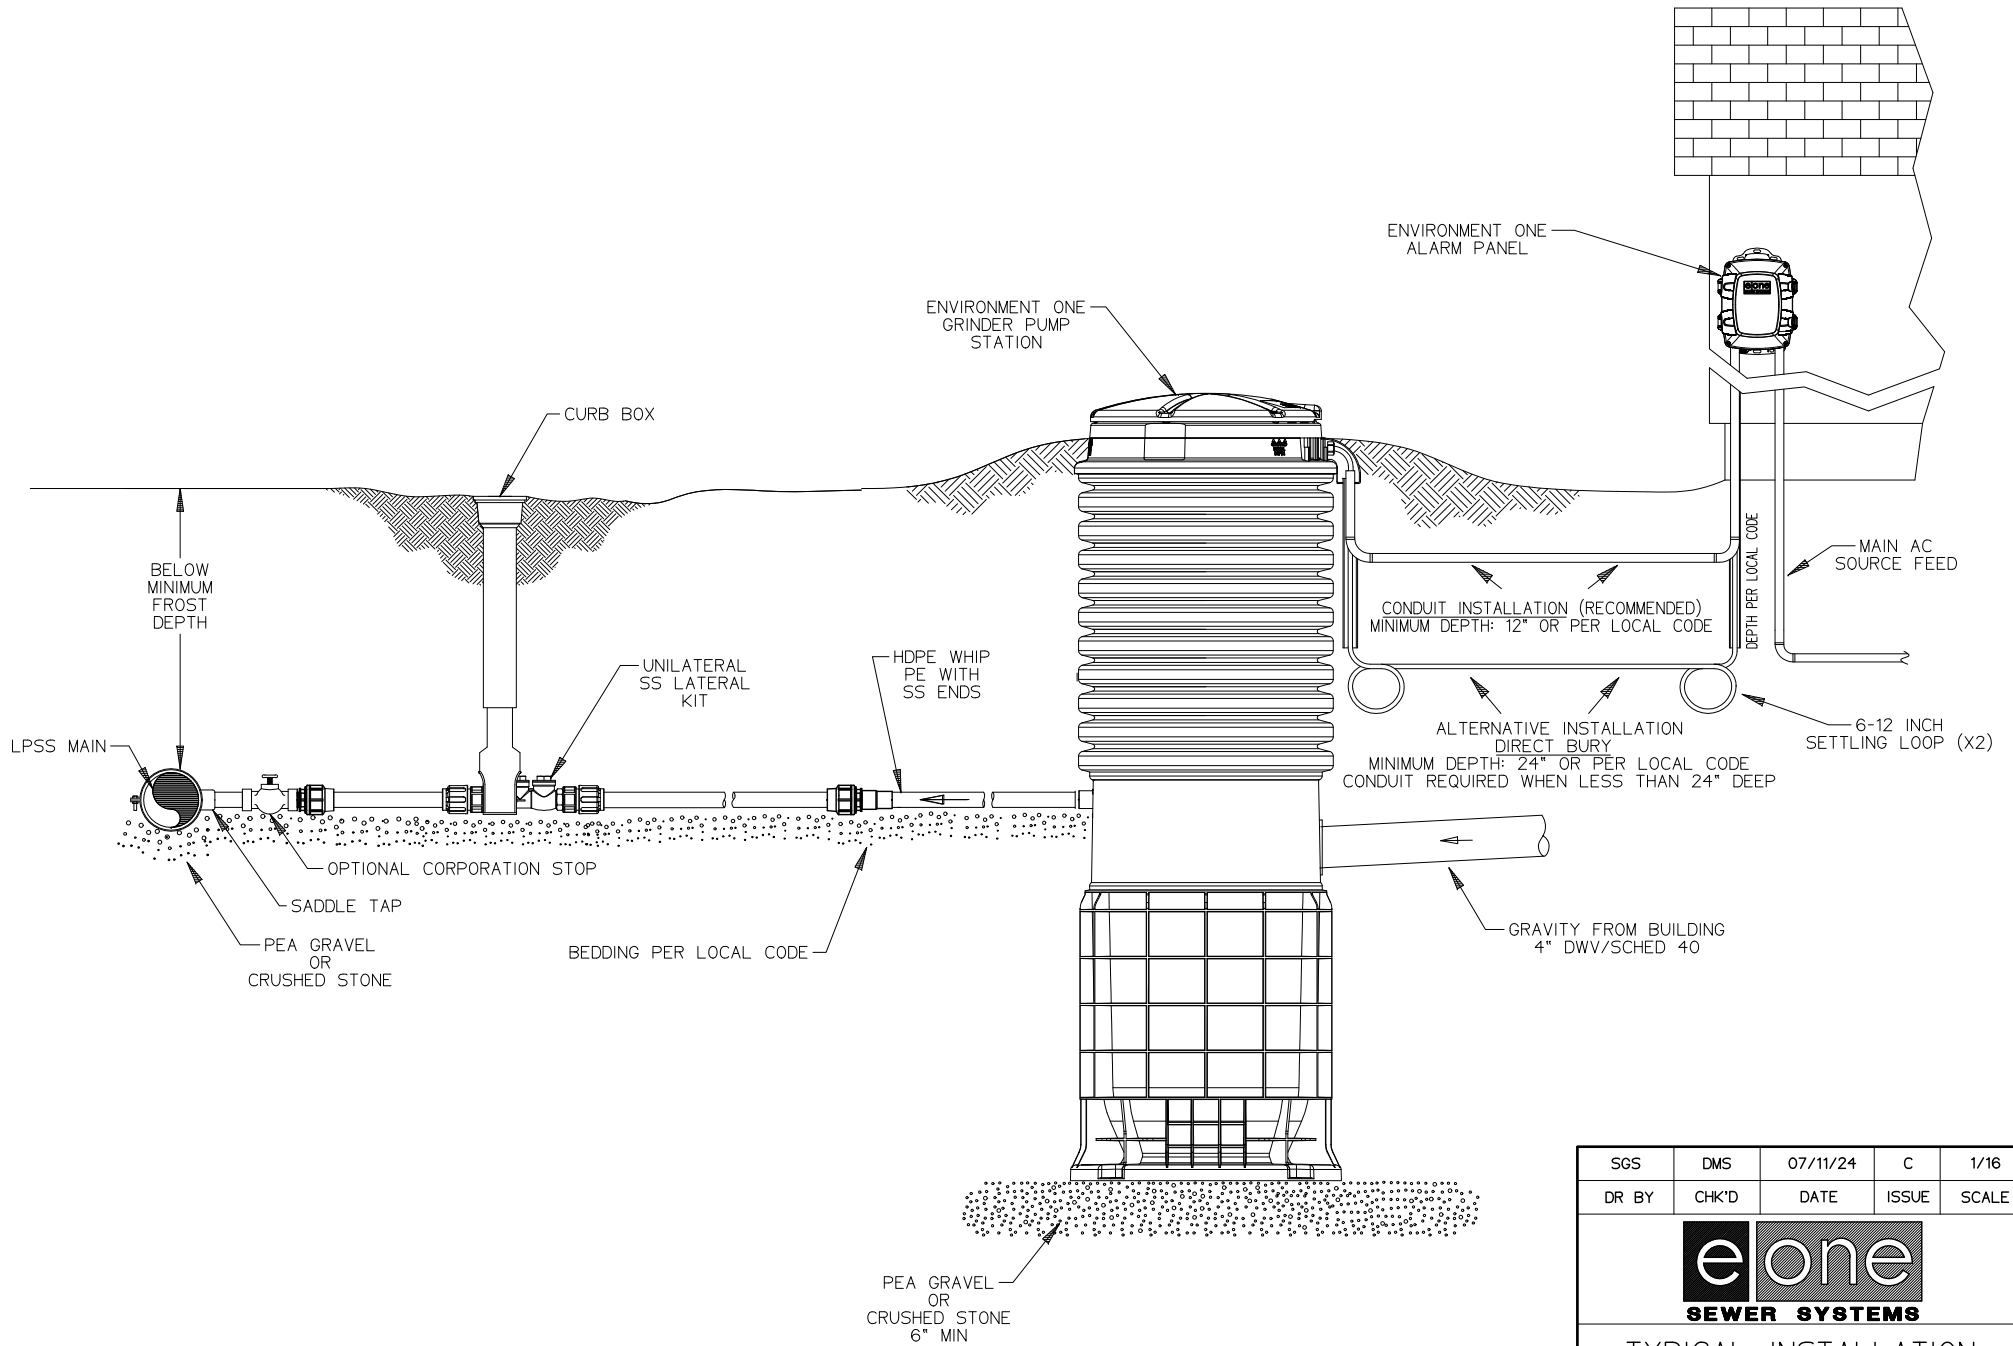 ENVIRONMENT ONE
ALARM PANEL
e one
ENVIRONMENT ONE
GRINDER PUMP
STATION
CURB BOX
BELOW
MINIMUM
FROST
DEPTH
DEPTH PER LOCAL CODE
MAIN AC
SOURCE FEED
CONDUIT INSTALLATION (RECOMMENDED)
MINIMUM DEPTH: 12" OR PER LOCAL CODE
UNILATERAL
SS LATERAL
KIT
HDPE WHIP
PE WITH
SS ENDS
LPSS MAIN
ALTERNATIVE INSTALLATION
DIRECT BURY
MINIMUM DEPTH: 24" OR PER LOCAL CODE
CONDUIT REQUIRED WHEN LESS THAN 24" DEEP
6-12 INCH
SETTLING LOOP (X2)
OPTIONAL CORPORATION STOP
SADDLE TAP
PEA GRAVEL
OR
CRUSHED STONE
BEDDING PER LOCAL CODE
GRAVITY FROM BUILDING
4" DWV/SCHED 40
PEA GRAVEL
OR
CRUSHED STONE
6" MIN
SGS DMS 07/11/24 C 1/16
DR BY CHK'D DATE ISSUE SCALE
e one
SEWER SYSTEMS
TYPICAL INSTALLATION